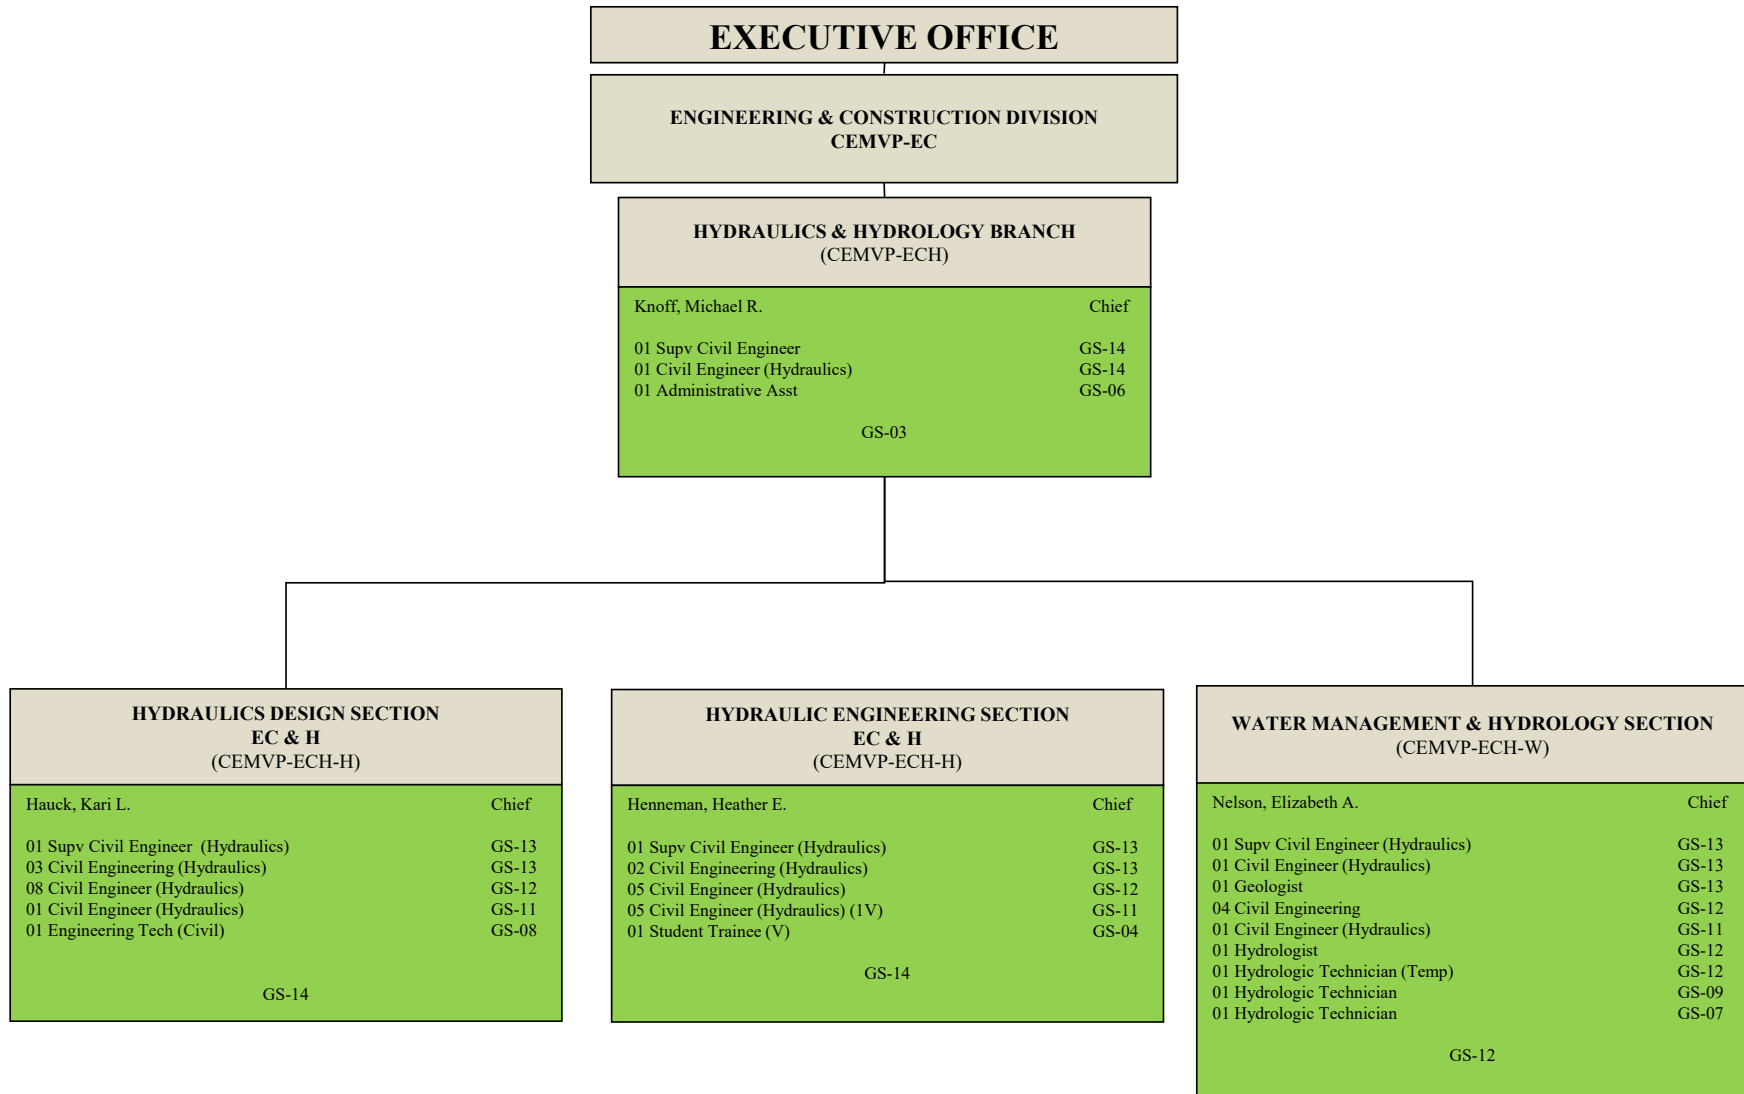 EXECUTIVE OFFICE
ENGINEERING & CONSTRUCTION DIVISION
CEMVP-EC
HYDRAULICS & HYDROLOGY BRANCH
(CEMVP-ECH)
Knoff, Michael R. Chief
01 Supv Civil Engineer GS-14
01 Civil Engineer (Hydraulics) GS-14
01 Administrative Asst GS-06
GS-03
HYDRAULICS DESIGN SECTION
EC & H
(CEMVP-ECH-H)
Hauck, Kari L. Chief
01 Supv Civil Engineer (Hydraulics) GS-13
03 Civil Engineering (Hydraulics) GS-13
08 Civil Engineer (Hydraulics) GS-12
01 Civil Engineer (Hydraulics) GS-11
01 Engineering Tech (Civil) GS-08
GS-14
HYDRAULIC ENGINEERING SECTION
EC & H
(CEMVP-ECH-H)
Henneman, Heather E. Chief
01 Supv Civil Engineer (Hydraulics) GS-13
02 Civil Engineering (Hydraulics) GS-13
05 Civil Engineer (Hydraulics) GS-12
05 Civil Engineer (Hydraulics) (1V) GS-11
01 Student Trainee (V) GS-04
GS-14
WATER MANAGEMENT & HYDROLOGY SECTION
(CEMVP-ECH-W)
Nelson, Elizabeth A. Chief
01 Supv Civil Engineer (Hydraulics) GS-13
01 Civil Engineer (Hydraulics) GS-13
01 Geologist GS-13
04 Civil Engineering GS-12
01 Civil Engineer (Hydraulics) GS-11
01 Hydrologist GS-12
01 Hydrologic Technician (Temp) GS-12
01 Hydrologic Technician GS-09
01 Hydrologic Technician GS-07
GS-12